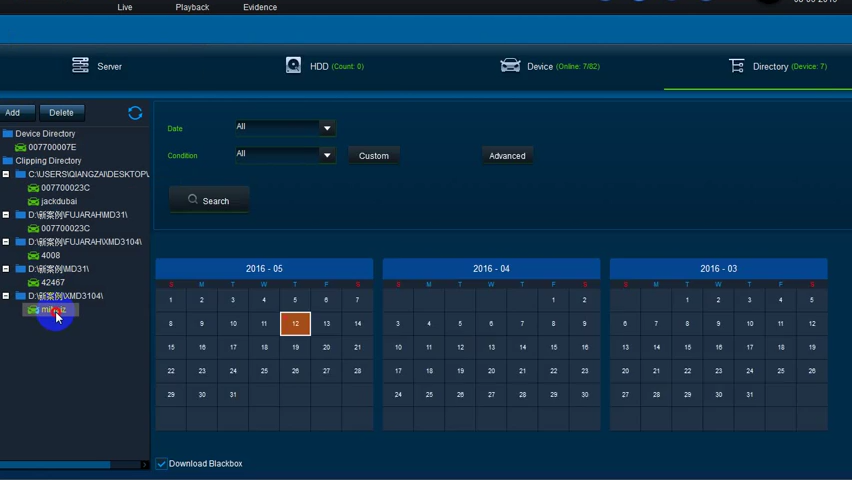 Live Playback Evidence
Server HDD (Count: 0) Device (Online: 7/82) Directory (Device: 7)
Add Delete
Device Directory
007700007E
Clipping Directory
C:\USERS\QIANGZAI\DESKTOP\
007700023C
jackdubai
D:\新案例\FUJARAH\MD31\
007700023C
D:\新案例\FUJARAH\XMD3104\
4008
D:\新案例\MD31\
42467
D:\新案例\XMD3104\
Date All
Condition All Custom Advanced
Search
2016 - 05
S M T W T F S
1 2 3 4 5 6 7
8 9 10 11 12 13 14
15 16 17 18 19 20 21
22 23 24 25 26 27 28
29 30 31
2016 - 04
S M T W T F S
1 2
3 4 5 6 7 8 9
10 11 12 13 14 15 16
17 18 19 20 21 22 23
24 25 26 27 28 29 30
2016 - 03
S M T W T F S
1 2 3 4 5
6 7 8 9 10 11 12
13 14 15 16 17 18 19
20 21 22 23 24 25 26
27 28 29 30 31
Download Blackbox